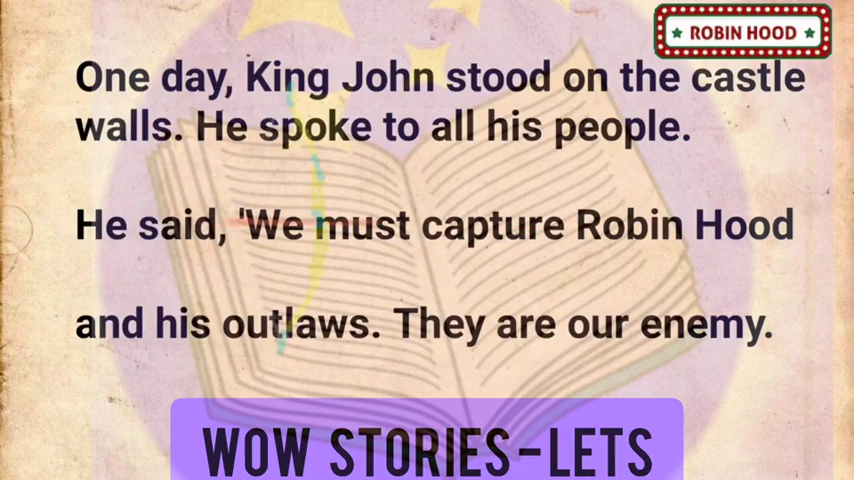 ROBIN HOOD
One day, King John stood on the castle
walls. He spoke to all his people.
He said, 'We must capture Robin Hood
and his outlaws. They are our enemy.
WOW STORIES-LETS